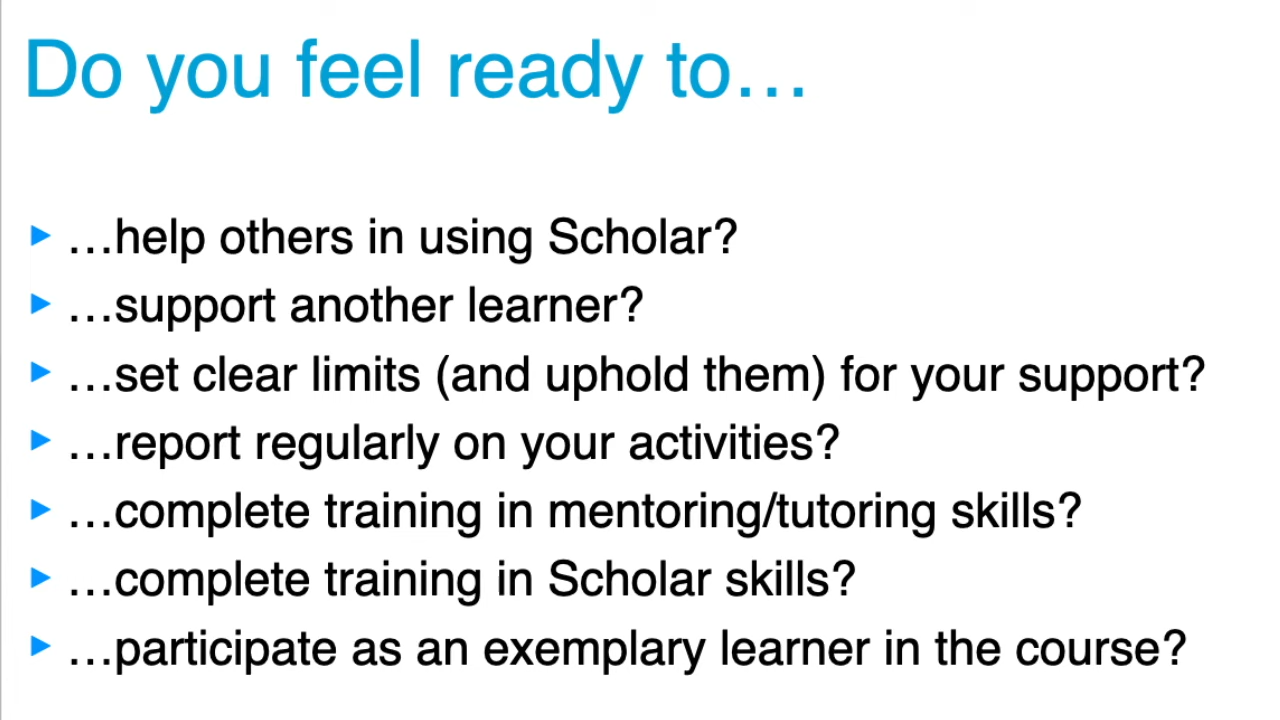 Do you feel ready to…
…help others in using Scholar?
…support another learner?
…set clear limits (and uphold them) for your support?
…report regularly on your activities?
…complete training in mentoring/tutoring skills?
…complete training in Scholar skills?
…participate as an exemplary learner in the course?